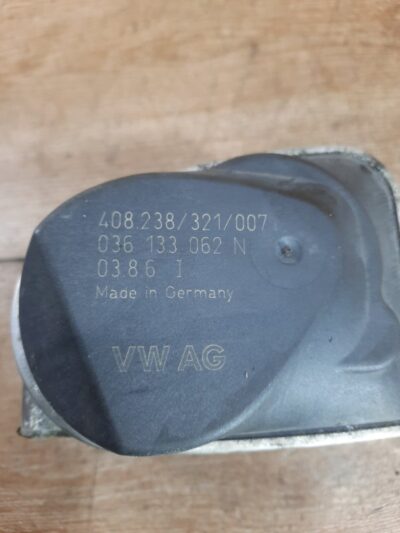 408.238/321/007
036 133 062 N
03.8.6 I
Made in Germany
VW AG